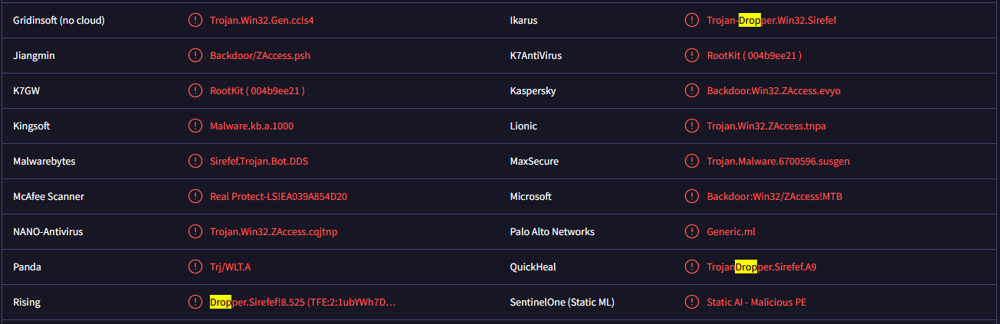 Gridinsoft (no cloud) Trojan.Win32.Gen.cc!s4 Ikarus Trojan-Dropper.Win32.Sirefef
Jiangmin Backdoor/ZAccess.psh K7AntiVirus RootKit ( 004b9ee21 )
K7GW RootKit ( 004b9ee21 ) Kaspersky Backdoor.Win32.ZAccess.evyo
Kingsoft Malware.kb.a.1000 Lionic Trojan.Win32.ZAccess.tnpa
Malwarebytes Sirefef.Trojan.Bot.DDS MaxSecure Trojan.Malware.6700596.susgen
McAfee Scanner Real Protect-LS!EA039A854D20 Microsoft Backdoor:Win32/ZAccess!MTB
NANO-Antivirus Trojan.Win32.ZAccess.cqjtnp Palo Alto Networks Generic.ml
Panda Trj/WLT.A QuickHeal TrojanDropper.Sirefef.A9
Rising Dropper.Sirefef!8.525 (TFE:2:1ubYWh7D… SentinelOne (Static ML) Static AI - Malicious PE